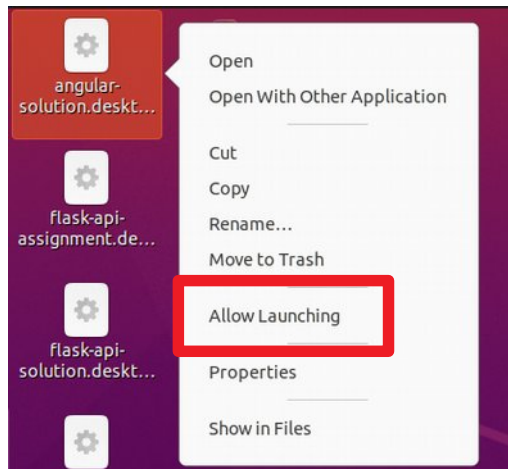 angular-
solution.deskt...
flask-api-
assignment.de...
flask-api-
solution.deskt...
Open
Open With Other Application
Cut
Copy
Rename...
Move to Trash
Allow Launching
Properties
Show in Files